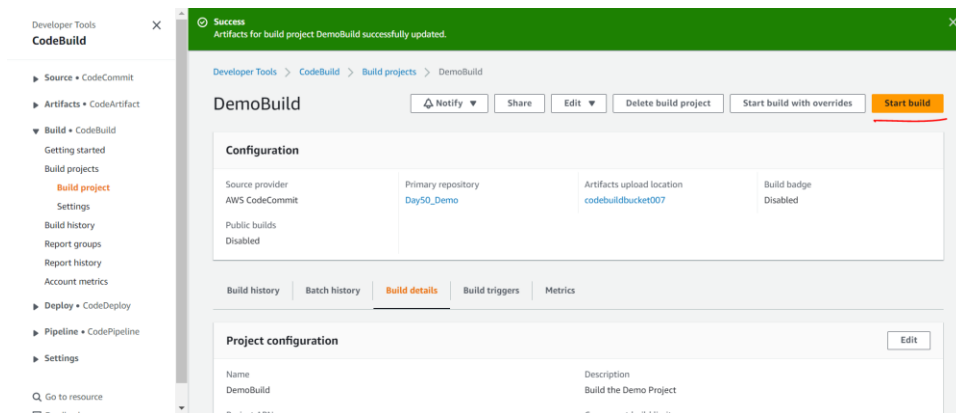 Developer Tools
CodeBuild
Source • CodeCommit
Artifacts • CodeArtifact
Build • CodeBuild
Getting started
Build projects
Build project
Settings
Build history
Report groups
Report history
Account metrics
Deploy • CodeDeploy
Pipeline • CodePipeline
Settings
Go to resource
Success
Artifacts for build project DemoBuild successfully updated.
Developer Tools > CodeBuild > Build projects > DemoBuild
DemoBuild
Notify
Share
Edit
Delete build project
Start build with overrides
Start build
Configuration
Source provider
AWS CodeCommit
Primary repository
Day50_Demo
Artifacts upload location
codebuildbucket007
Build badge
Disabled
Public builds
Disabled
Build history
Batch history
Build details
Build triggers
Metrics
Project configuration
Edit
Name
DemoBuild
Description
Build the Demo Project